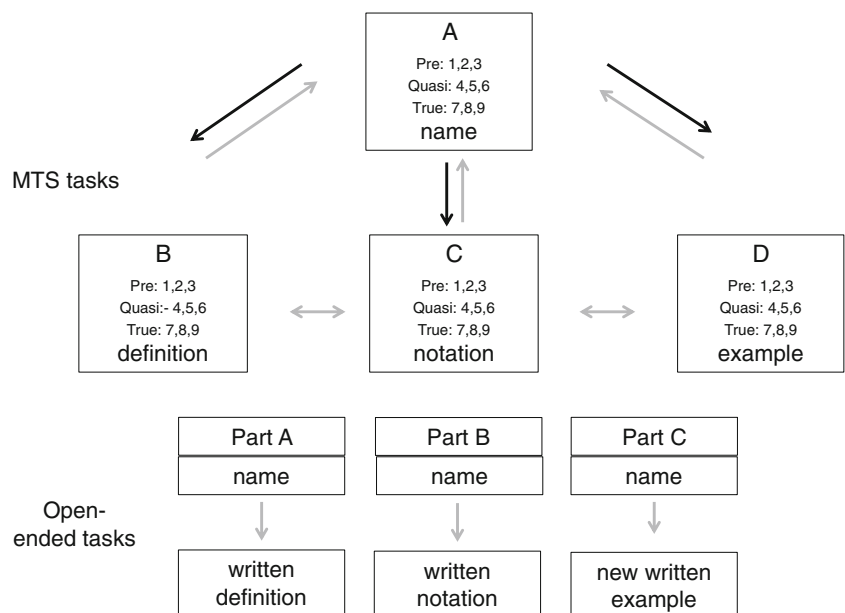 A
Pre: 1,2,3
Quasi: 4,5,6
True: 7,8,9
name
MTS tasks
B
Pre: 1,2,3
Quasi:- 4,5,6
True: 7,8,9
definition
C
Pre: 1,2,3
Quasi: 4,5,6
True: 7,8,9
notation
D
Pre: 1,2,3
Quasi: 4,5,6
True: 7,8,9
example
Part A
name
Part B
name
Part C
name
Open-
ended tasks
written
definition
written
notation
new written
example